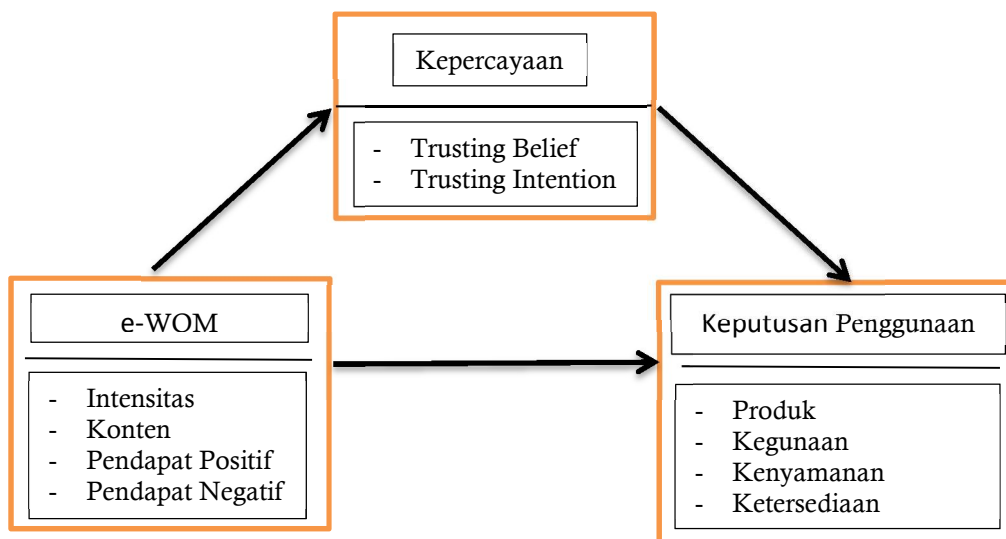 Kepercayaan
- Trusting Belief
- Trusting Intention
e-WOM
- Intensitas
- Konten
- Pendapat Positif
- Pendapat Negatif
Keputusan Penggunaan
- Produk
- Kegunaan
- Kenyamanan
- Ketersediaan